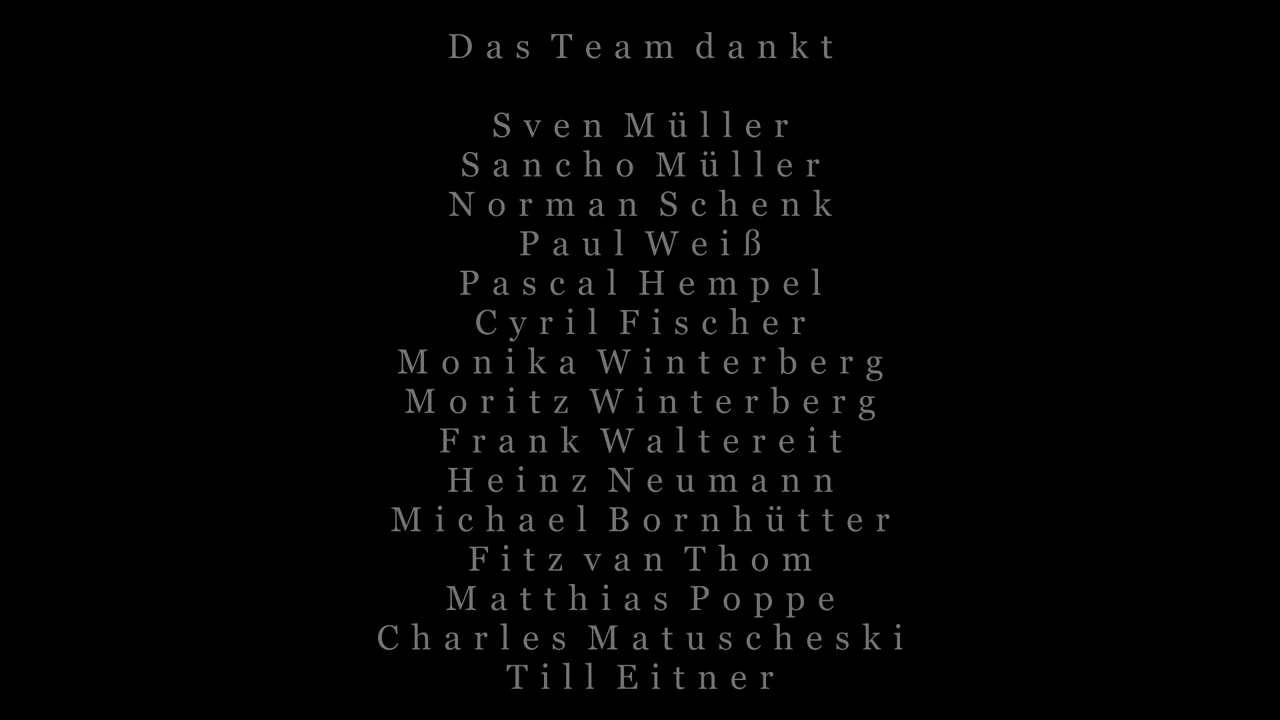 Das Team dankt
Sven Müller
Sancho Müller
Norman Schenk
Paul Weiß
Pascal Hempel
Cyril Fischer
Monika Winterberg
Moritz Winterberg
Frank Waltereit
Heinz Neumann
Michael Bornhütter
Fitz van Thom
Matthias Poppe
Charles Matuscheski
Till Eitner